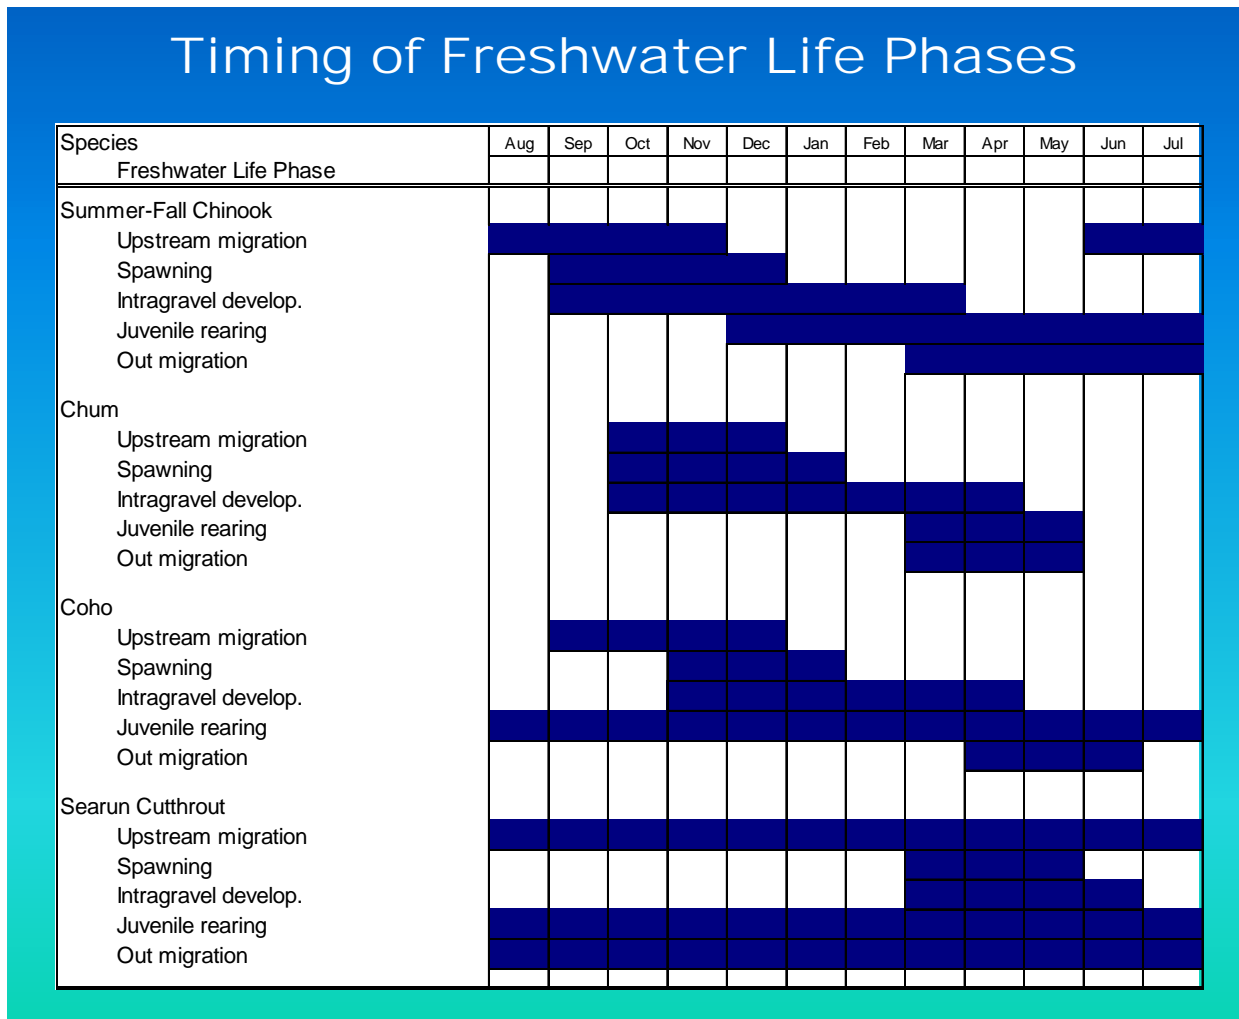 Timing of Freshwater Life Phases
Species Aug Sep Oct Nov Dec Jan Feb Mar Apr May Jun Jul
Freshwater Life Phase
Summer-Fall Chinook
Upstream migration
Spawning
Intragravel develop.
Juvenile rearing
Out migration
Chum
Upstream migration
Spawning
Intragravel develop.
Juvenile rearing
Out migration
Coho
Upstream migration
Spawning
Intragravel develop.
Juvenile rearing
Out migration
Searun Cutthrout
Upstream migration
Spawning
Intragravel develop.
Juvenile rearing
Out migration